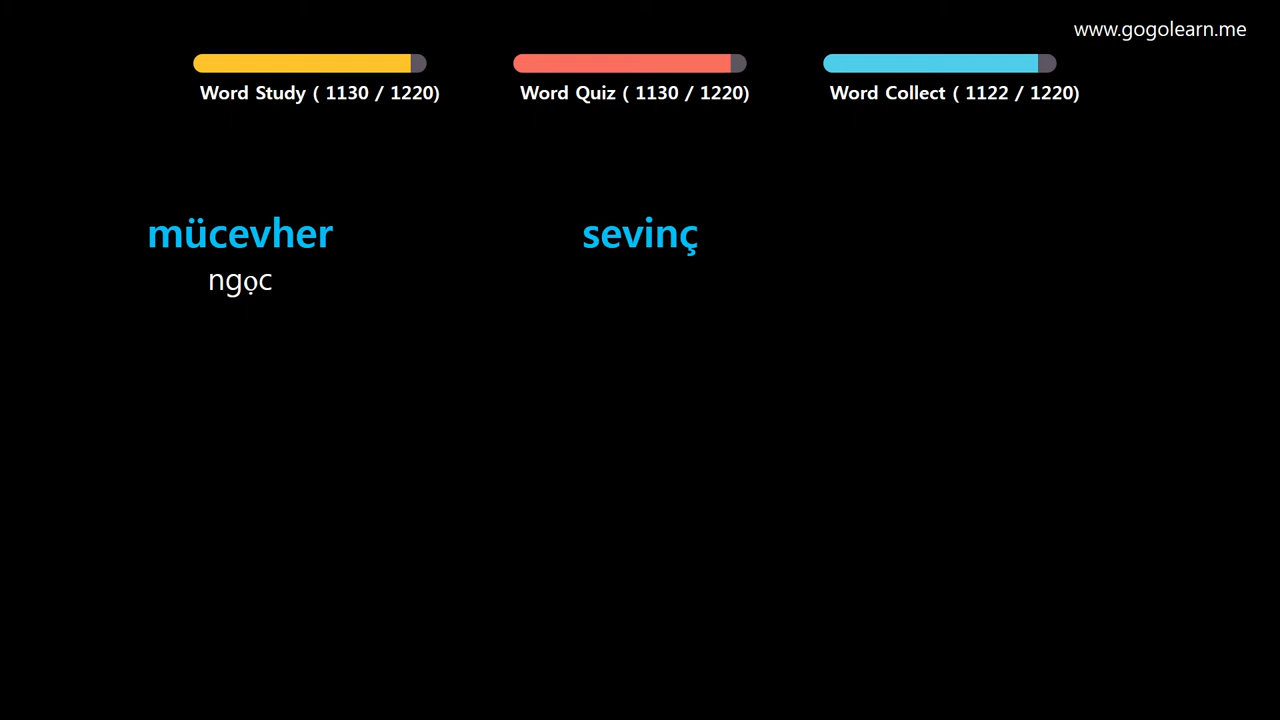 www.gogolearn.me
Word Study ( 1130 / 1220)
Word Quiz ( 1130 / 1220)
Word Collect ( 1122 / 1220)
mücevher
ngọc
sevinç